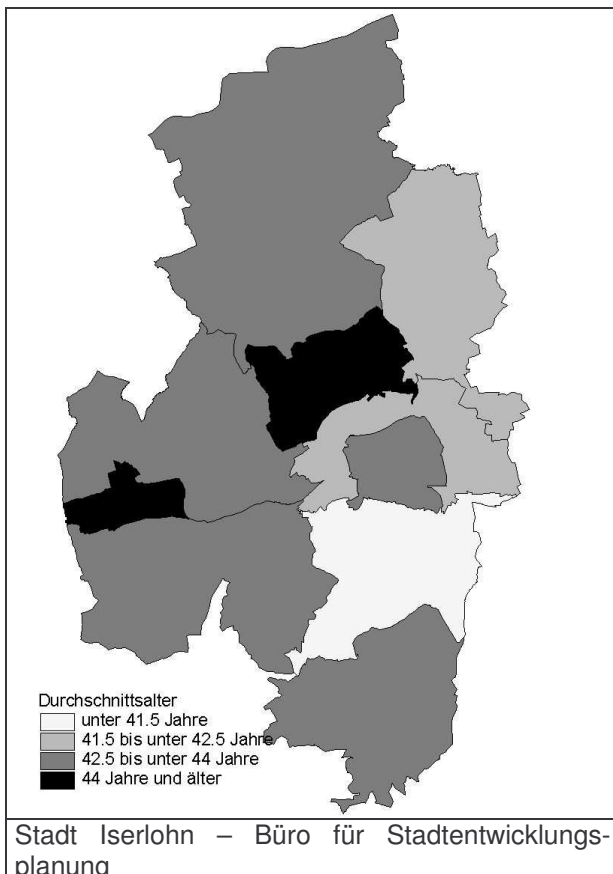 Durchschnittsalter
unter 41.5 Jahre
41.5 bis unter 42.5 Jahre
42.5 bis unter 44 Jahre
44 Jahre und älter
Stadt Iserlohn – Büro für Stadtentwicklungs-
planung